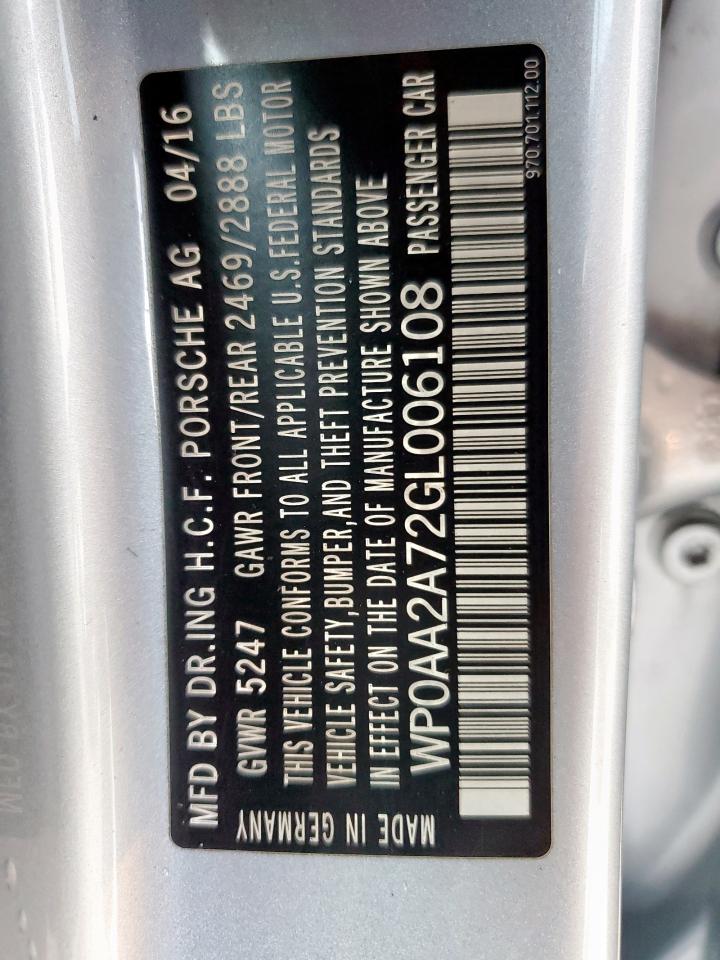 MFD BY DR.ING H.C.F. PORSCHE AG 04/16
GVWR 5247 GAWR FRONT/REAR 2469/2888 LBS
THIS VEHICLE CONFORMS TO ALL APPLICABLE U.S.FEDERAL MOTOR
VEHICLE SAFETY,BUMPER,AND THEFT PREVENTION STANDARDS
IN EFFECT ON THE DATE OF MANUFACTURE SHOWN ABOVE
WP0AA2A72GL006108 PASSENGER CAR
970.701.112.00
MADE IN GERMANY